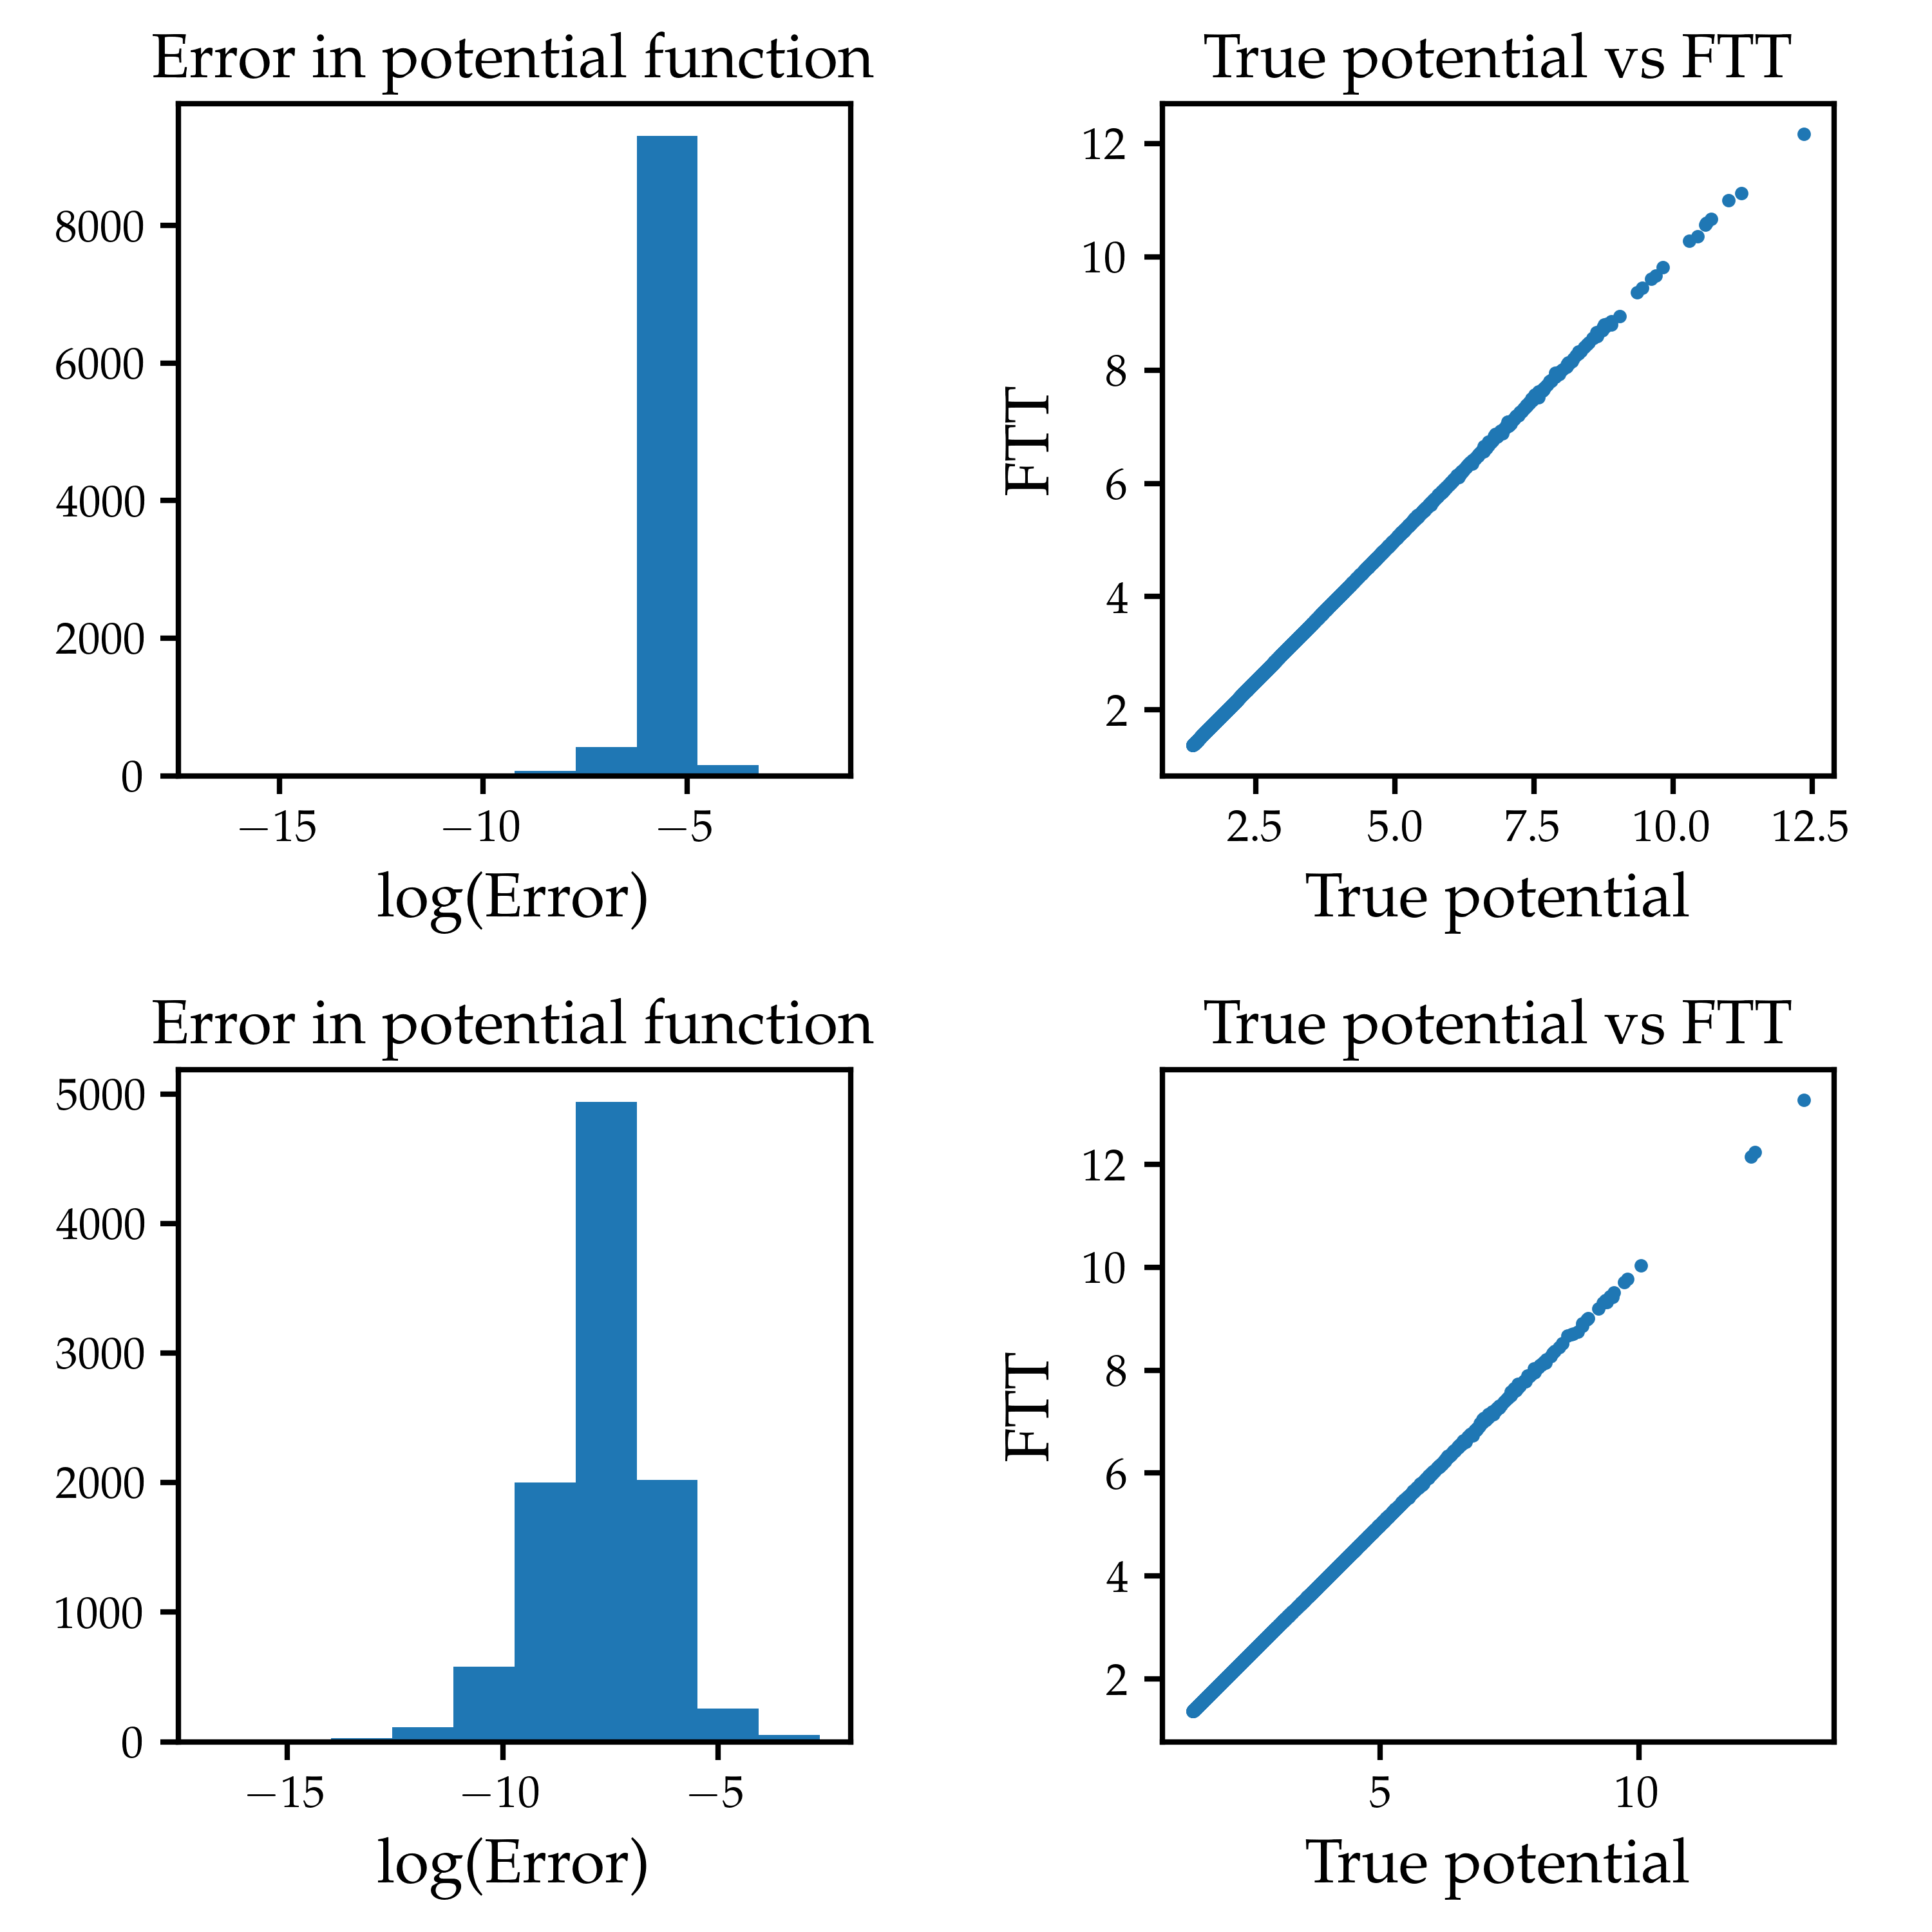 Error in potential function
8000
6000
4000
2000
0
−15 −10 −5
log(Error)
True potential vs FTT
12
10
8
6
4
2
FTT
2.5 5.0 7.5 10.0 12.5
True potential
Error in potential function
5000
4000
3000
2000
1000
0
−15 −10 −5
log(Error)
True potential vs FTT
12
10
8
6
4
2
FTT
5 10
True potential